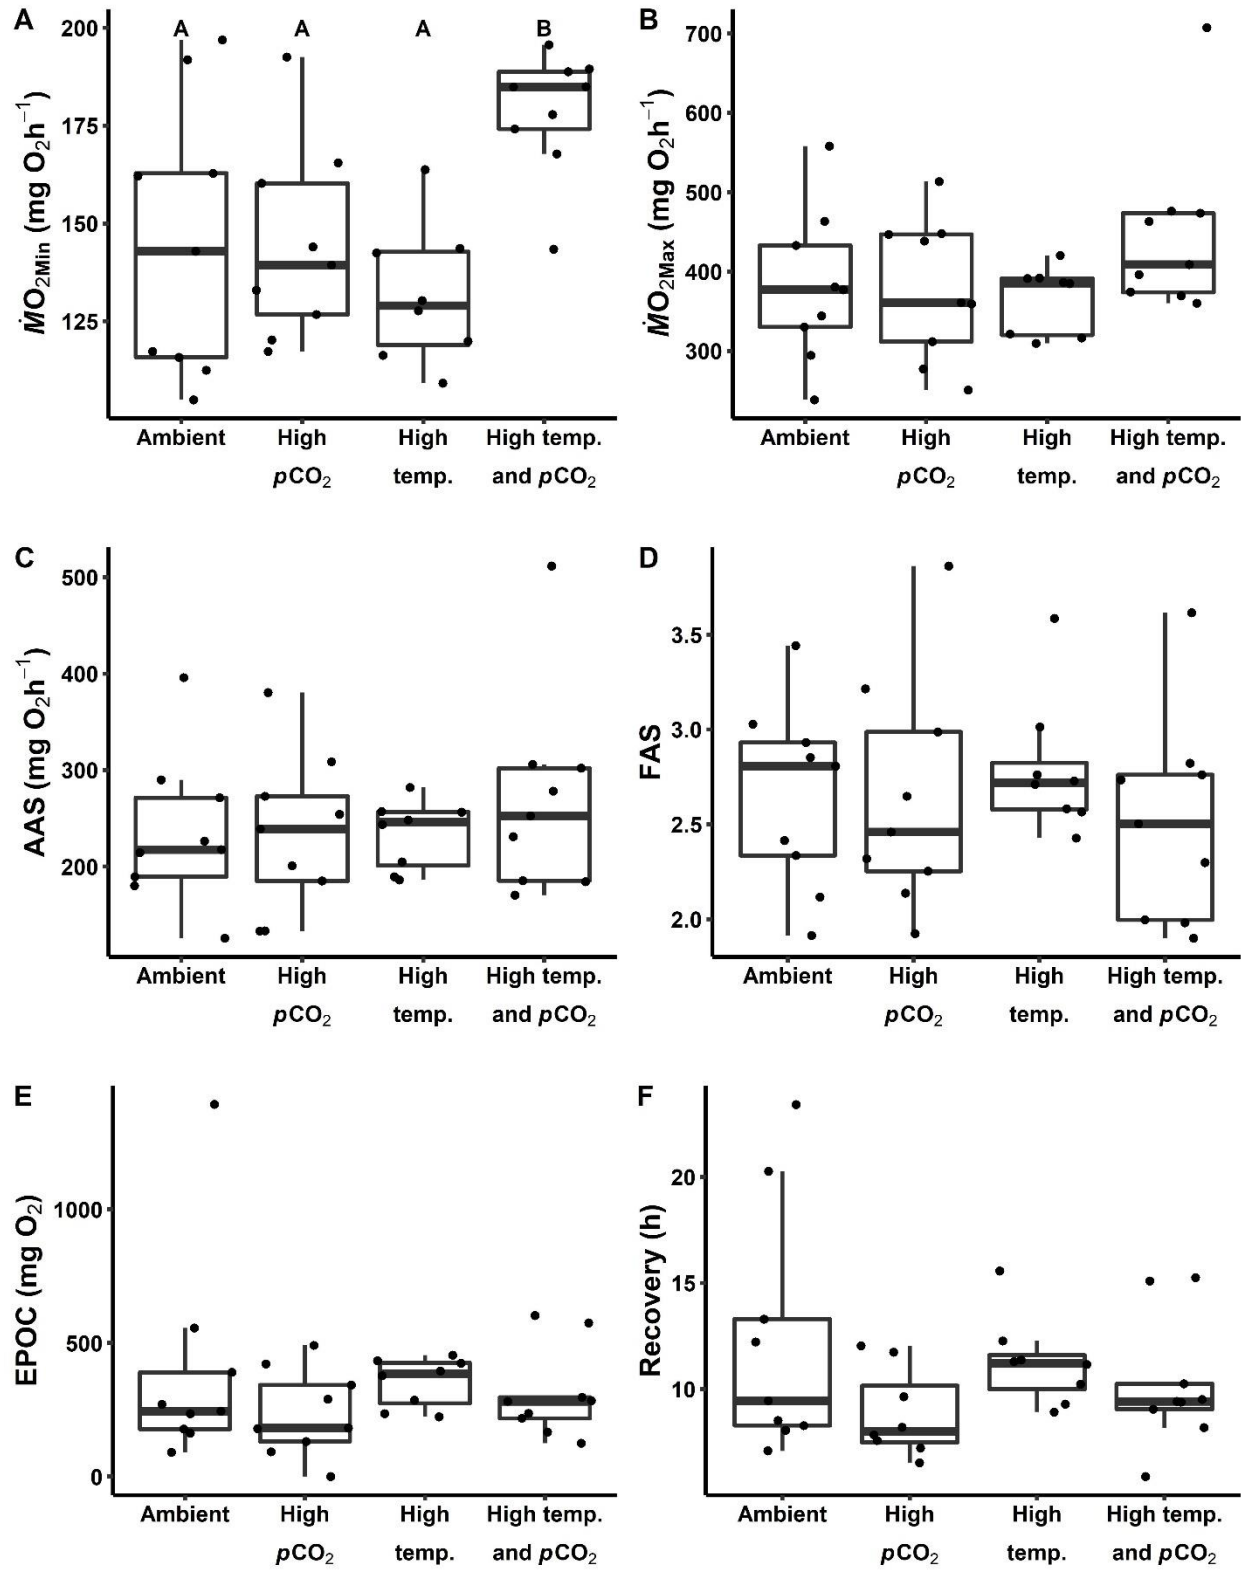 A
ṀO₂Min (mg O₂h⁻¹)
200
175
150
125
A A A B
Ambient High High High temp.
pCO₂ temp. and pCO₂
B
ṀO₂Max (mg O₂h⁻¹)
700
600
500
400
300
Ambient High High High temp.
pCO₂ temp. and pCO₂
C
AAS (mg O₂h⁻¹)
500
400
300
200
Ambient High High High temp.
pCO₂ temp. and pCO₂
D
FAS
3.5
3.0
2.5
2.0
Ambient High High High temp.
pCO₂ temp. and pCO₂
E
EPOC (mg O₂)
1000
500
0
Ambient High High High temp.
pCO₂ temp. and pCO₂
F
Recovery (h)
20
15
10
Ambient High High High temp.
pCO₂ temp. and pCO₂